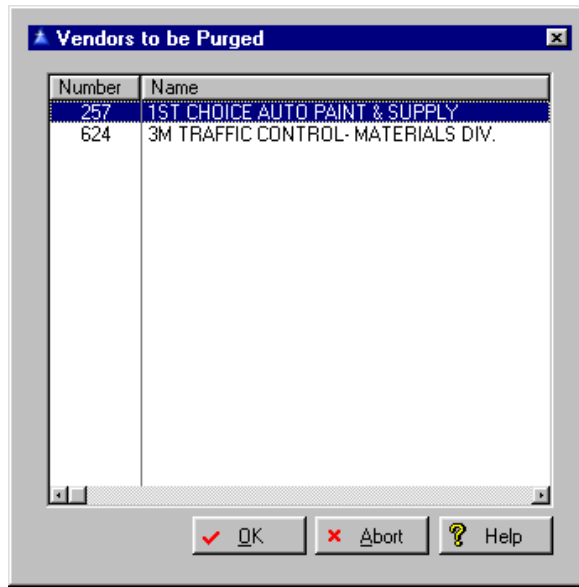 Vendors to be Purged
Number Name
257 1ST CHOICE AUTO PAINT & SUPPLY
624 3M TRAFFIC CONTROL- MATERIALS DIV.
OK Abort Help